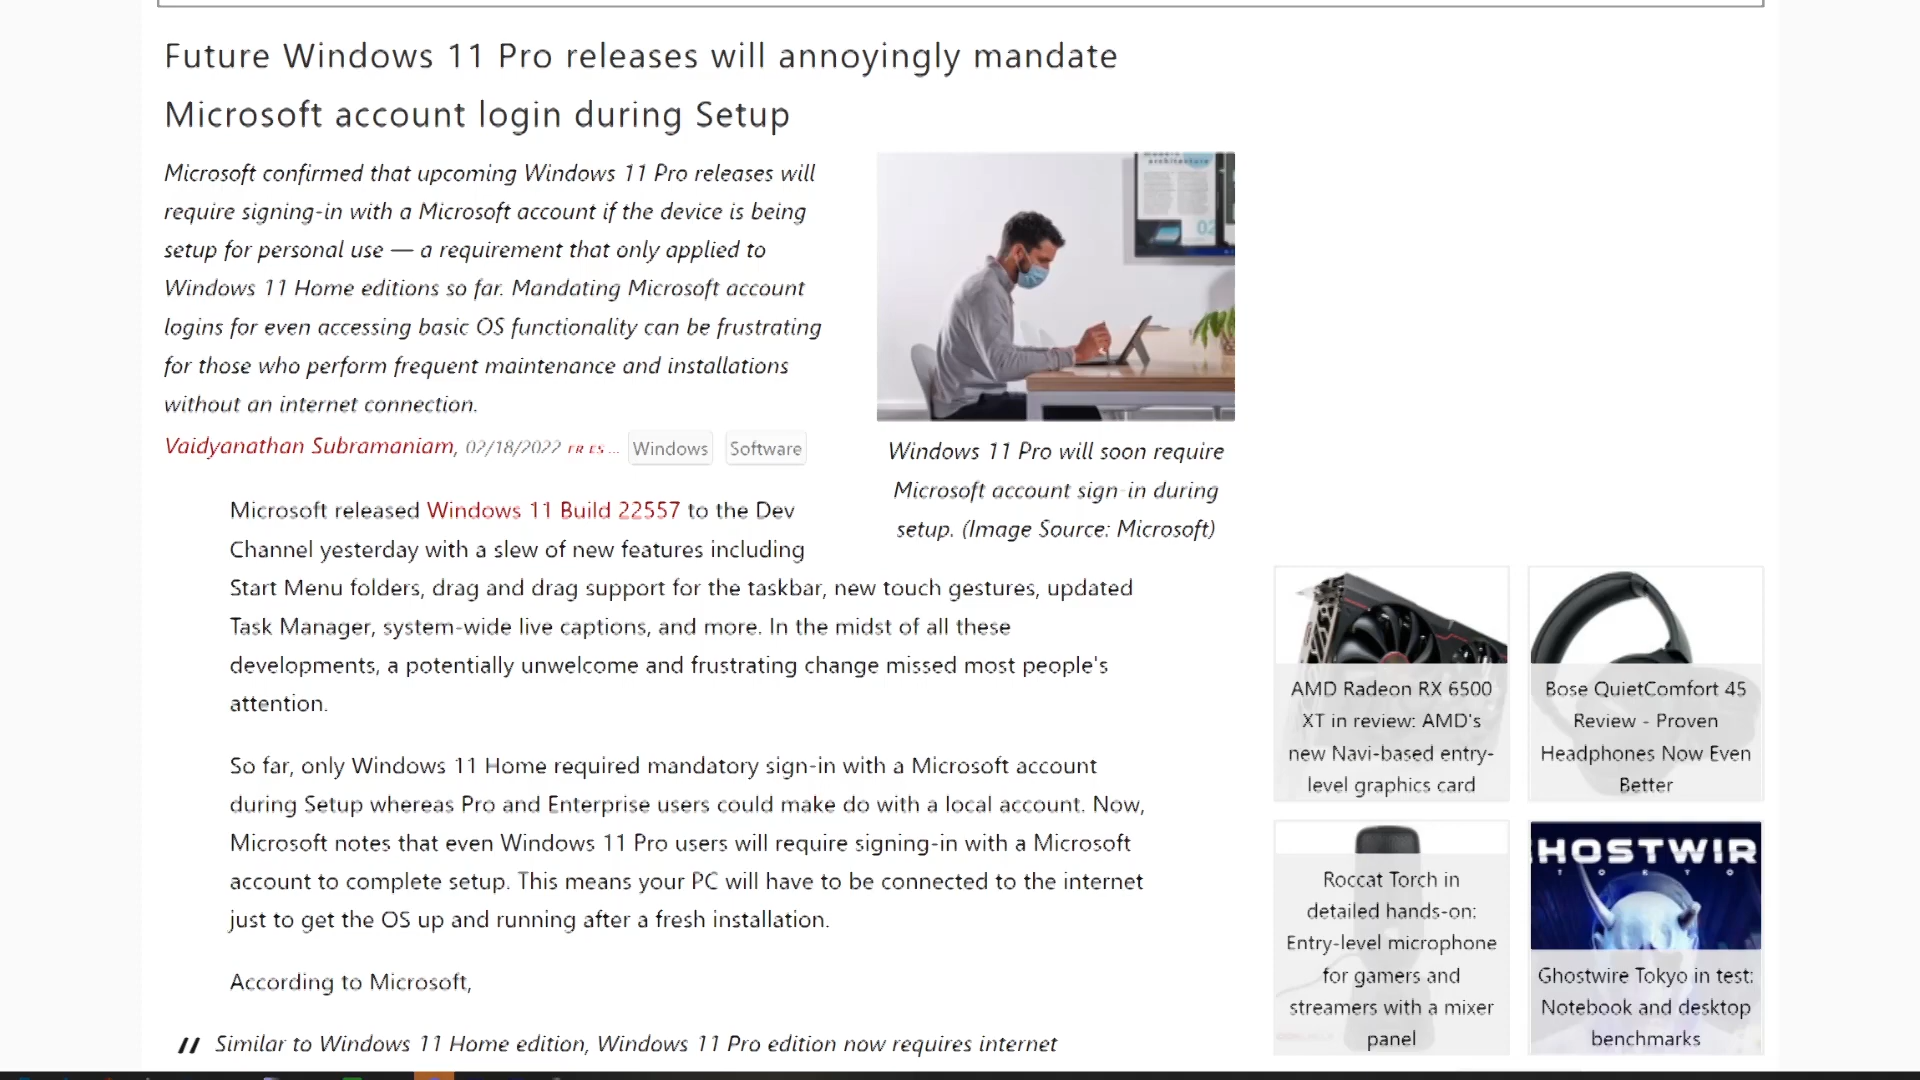 Future Windows 11 Pro releases will annoyingly mandate
Microsoft account login during Setup
Microsoft confirmed that upcoming Windows 11 Pro releases will
require signing-in with a Microsoft account if the device is being
setup for personal use — a requirement that only applied to
Windows 11 Home editions so far. Mandating Microsoft account
logins for even accessing basic OS functionality can be frustrating
for those who perform frequent maintenance and installations
without an internet connection.
Vaidyanathan Subramaniam, 02/18/2022 FR ES ... Windows Software
architecture
02
Windows 11 Pro will soon require
Microsoft account sign-in during
setup. (Image Source: Microsoft)
Microsoft released Windows 11 Build 22557 to the Dev
Channel yesterday with a slew of new features including
Start Menu folders, drag and drag support for the taskbar, new touch gestures, updated
Task Manager, system-wide live captions, and more. In the midst of all these
developments, a potentially unwelcome and frustrating change missed most people's
attention.
So far, only Windows 11 Home required mandatory sign-in with a Microsoft account
during Setup whereas Pro and Enterprise users could make do with a local account. Now,
Microsoft notes that even Windows 11 Pro users will require signing-in with a Microsoft
account to complete setup. This means your PC will have to be connected to the internet
just to get the OS up and running after a fresh installation.
According to Microsoft,
" Similar to Windows 11 Home edition, Windows 11 Pro edition now requires internet
AMD Radeon RX 6500
XT in review: AMD's
new Navi-based entry-
level graphics card
Bose QuietComfort 45
Review - Proven
Headphones Now Even
Better
Roccat Torch in
detailed hands-on:
Entry-level microphone
for gamers and
streamers with a mixer
panel
HOSTWIR
TOKYO
Ghostwire Tokyo in test:
Notebook and desktop
benchmarks